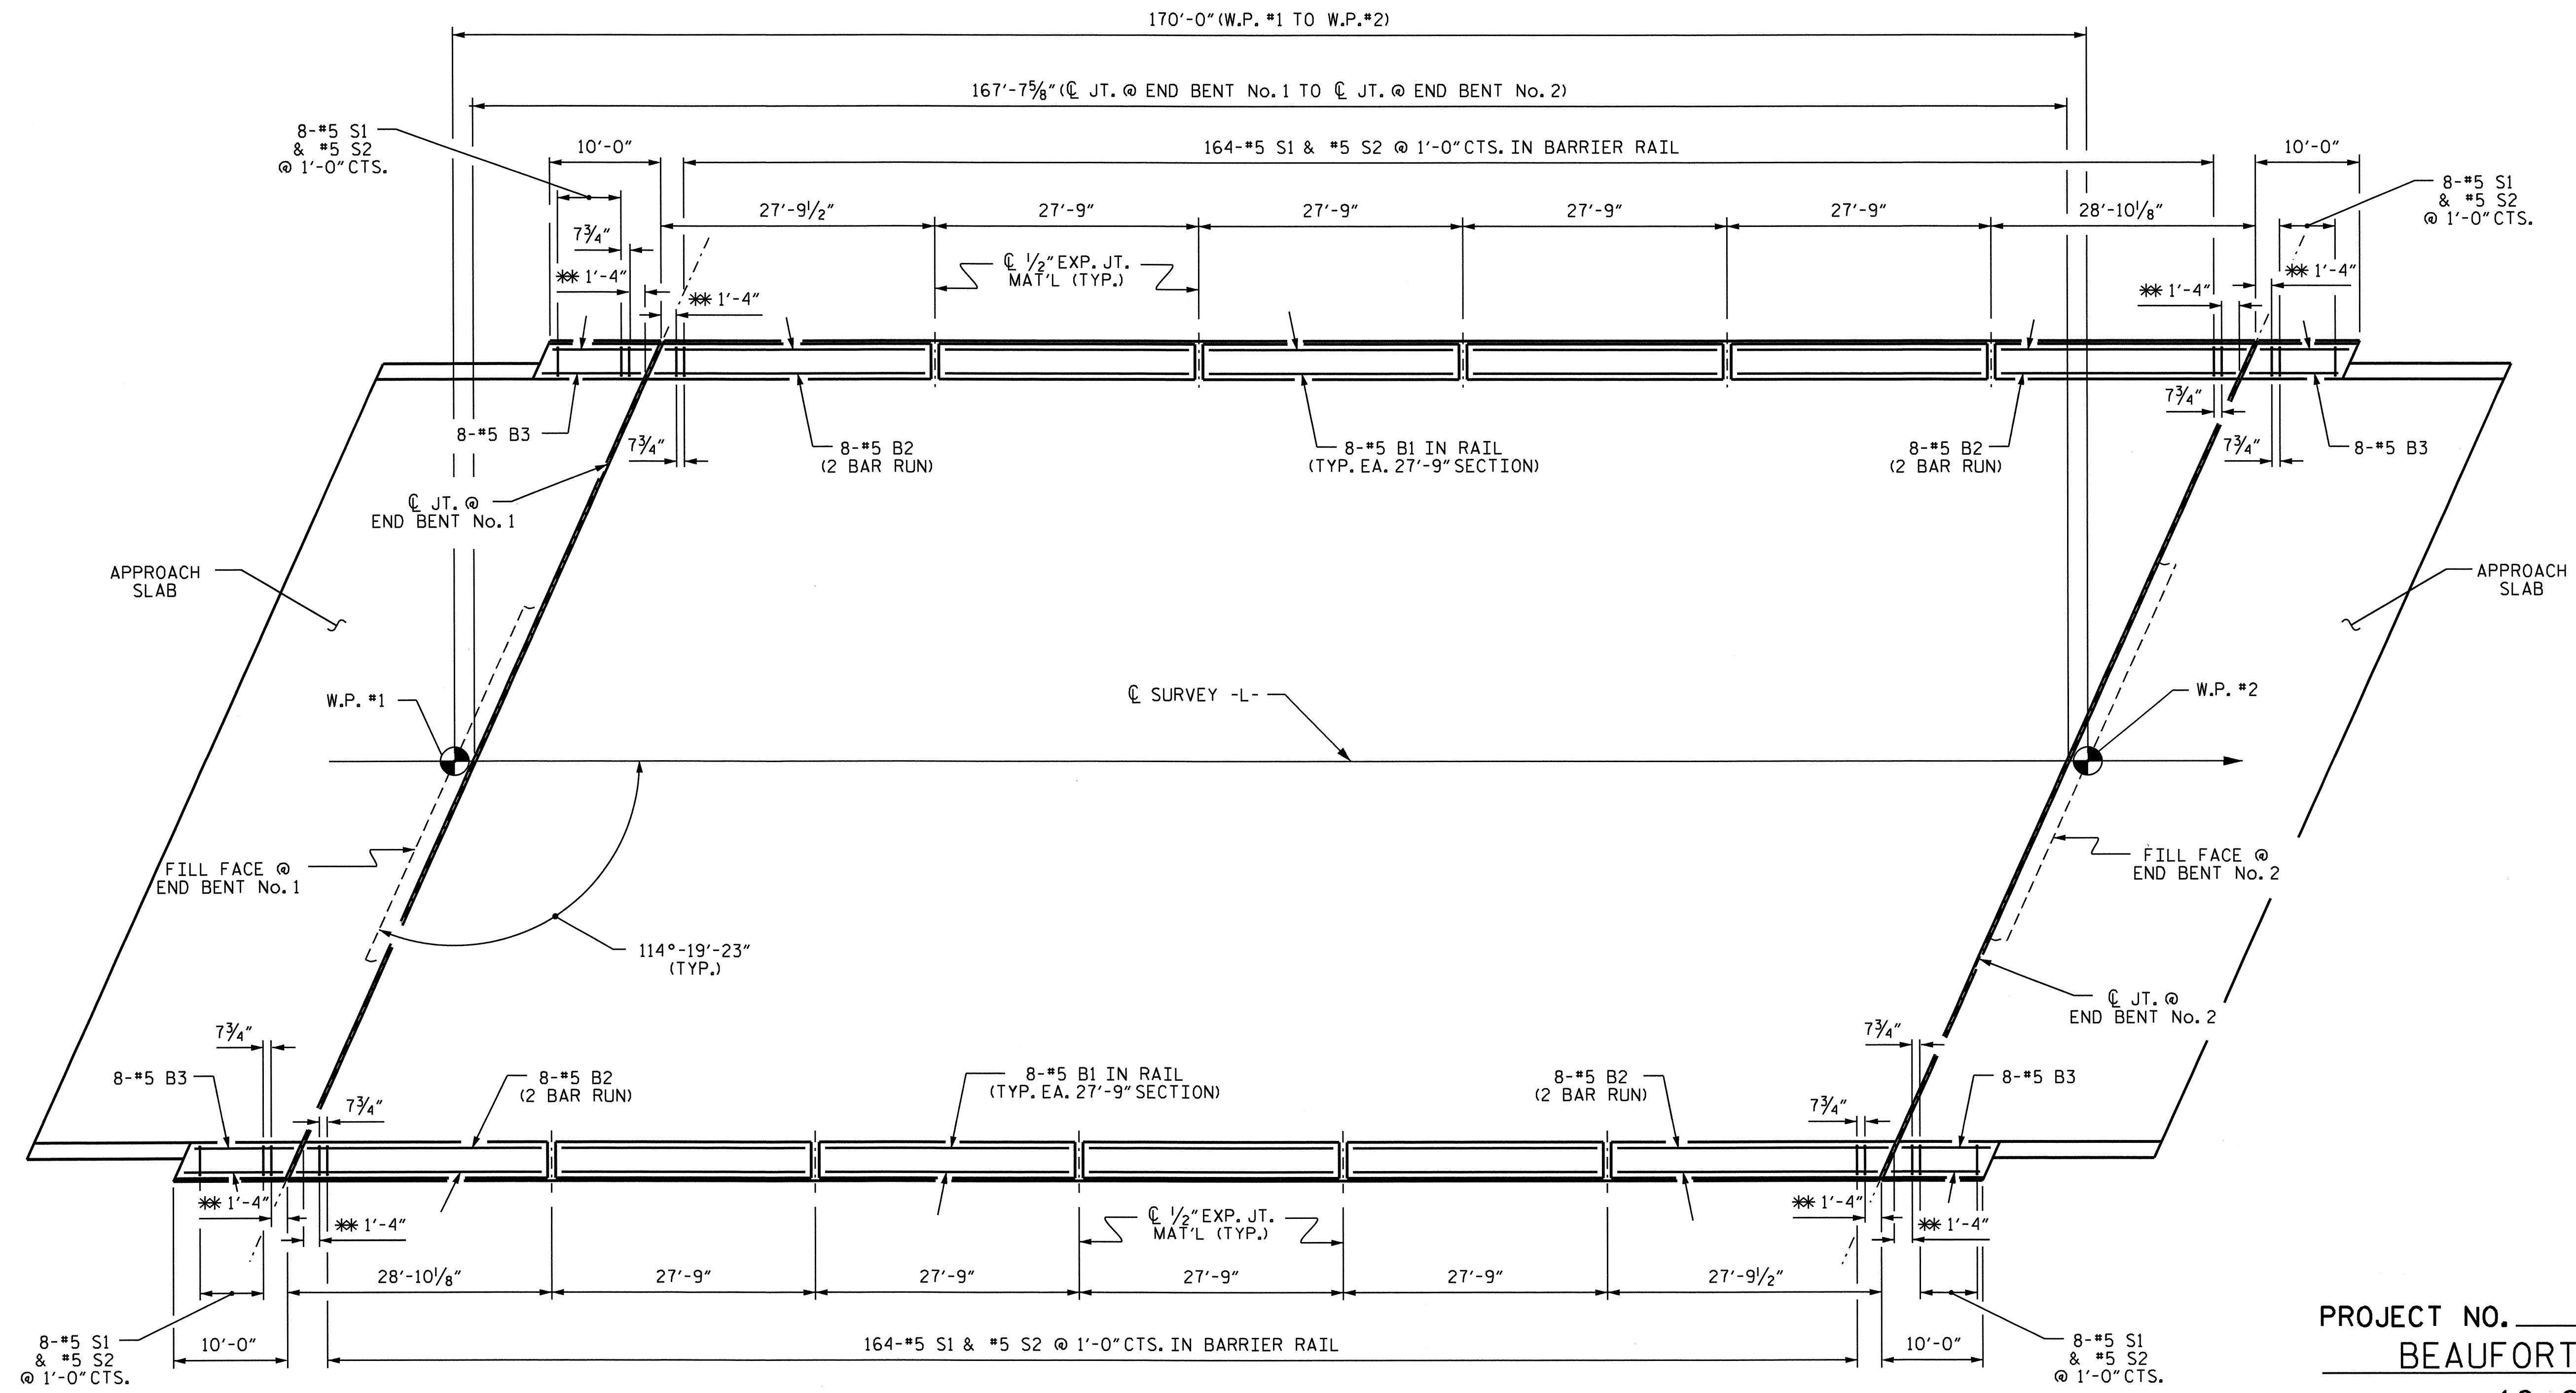 170'-0" (W.P. #1 TO W.P.#2)
167'-7⅝" (℄ JT. @ END BENT No. 1 TO ℄ JT. @ END BENT No. 2)
8-#5 S1
& #5 S2
@ 1'-0" CTS.
10'-0"
164-#5 S1 & #5 S2 @ 1'-0" CTS. IN BARRIER RAIL
10'-0"
8-#5 S1
& #5 S2
@ 1'-0" CTS.
27'-9½"
27'-9"
27'-9"
27'-9"
27'-9"
28'-10⅛"
7¾"
** 1'-4"
** 1'-4"
℄ ½" EXP. JT.
MAT'L (TYP.)
** 1'-4"
** 1'-4"
8-#5 B3
7¾"
8-#5 B2
(2 BAR RUN)
8-#5 B1 IN RAIL
(TYP. EA. 27'-9" SECTION)
8-#5 B2
(2 BAR RUN)
7¾"
7¾"
8-#5 B3
℄ JT. @
END BENT No. 1
APPROACH
SLAB
APPROACH
SLAB
W.P. #1
℄ SURVEY -L-
W.P. #2
FILL FACE @
END BENT No. 1
FILL FACE @
END BENT No. 2
114°-19'-23"
(TYP.)
℄ JT. @
END BENT No. 2
7¾"
8-#5 B3
7¾"
8-#5 B2
(2 BAR RUN)
8-#5 B1 IN RAIL
(TYP. EA. 27'-9" SECTION)
8-#5 B2
(2 BAR RUN)
7¾"
7¾"
8-#5 B3
** 1'-4"
** 1'-4"
℄ ½" EXP. JT.
MAT'L (TYP.)
** 1'-4"
** 1'-4"
28'-10⅛"
27'-9"
27'-9"
27'-9"
27'-9"
27'-9½"
8-#5 S1
& #5 S2
@ 1'-0" CTS.
10'-0"
164-#5 S1 & #5 S2 @ 1'-0" CTS. IN BARRIER RAIL
10'-0"
8-#5 S1
& #5 S2
@ 1'-0" CTS.
PROJECT NO.
BEAUFORT